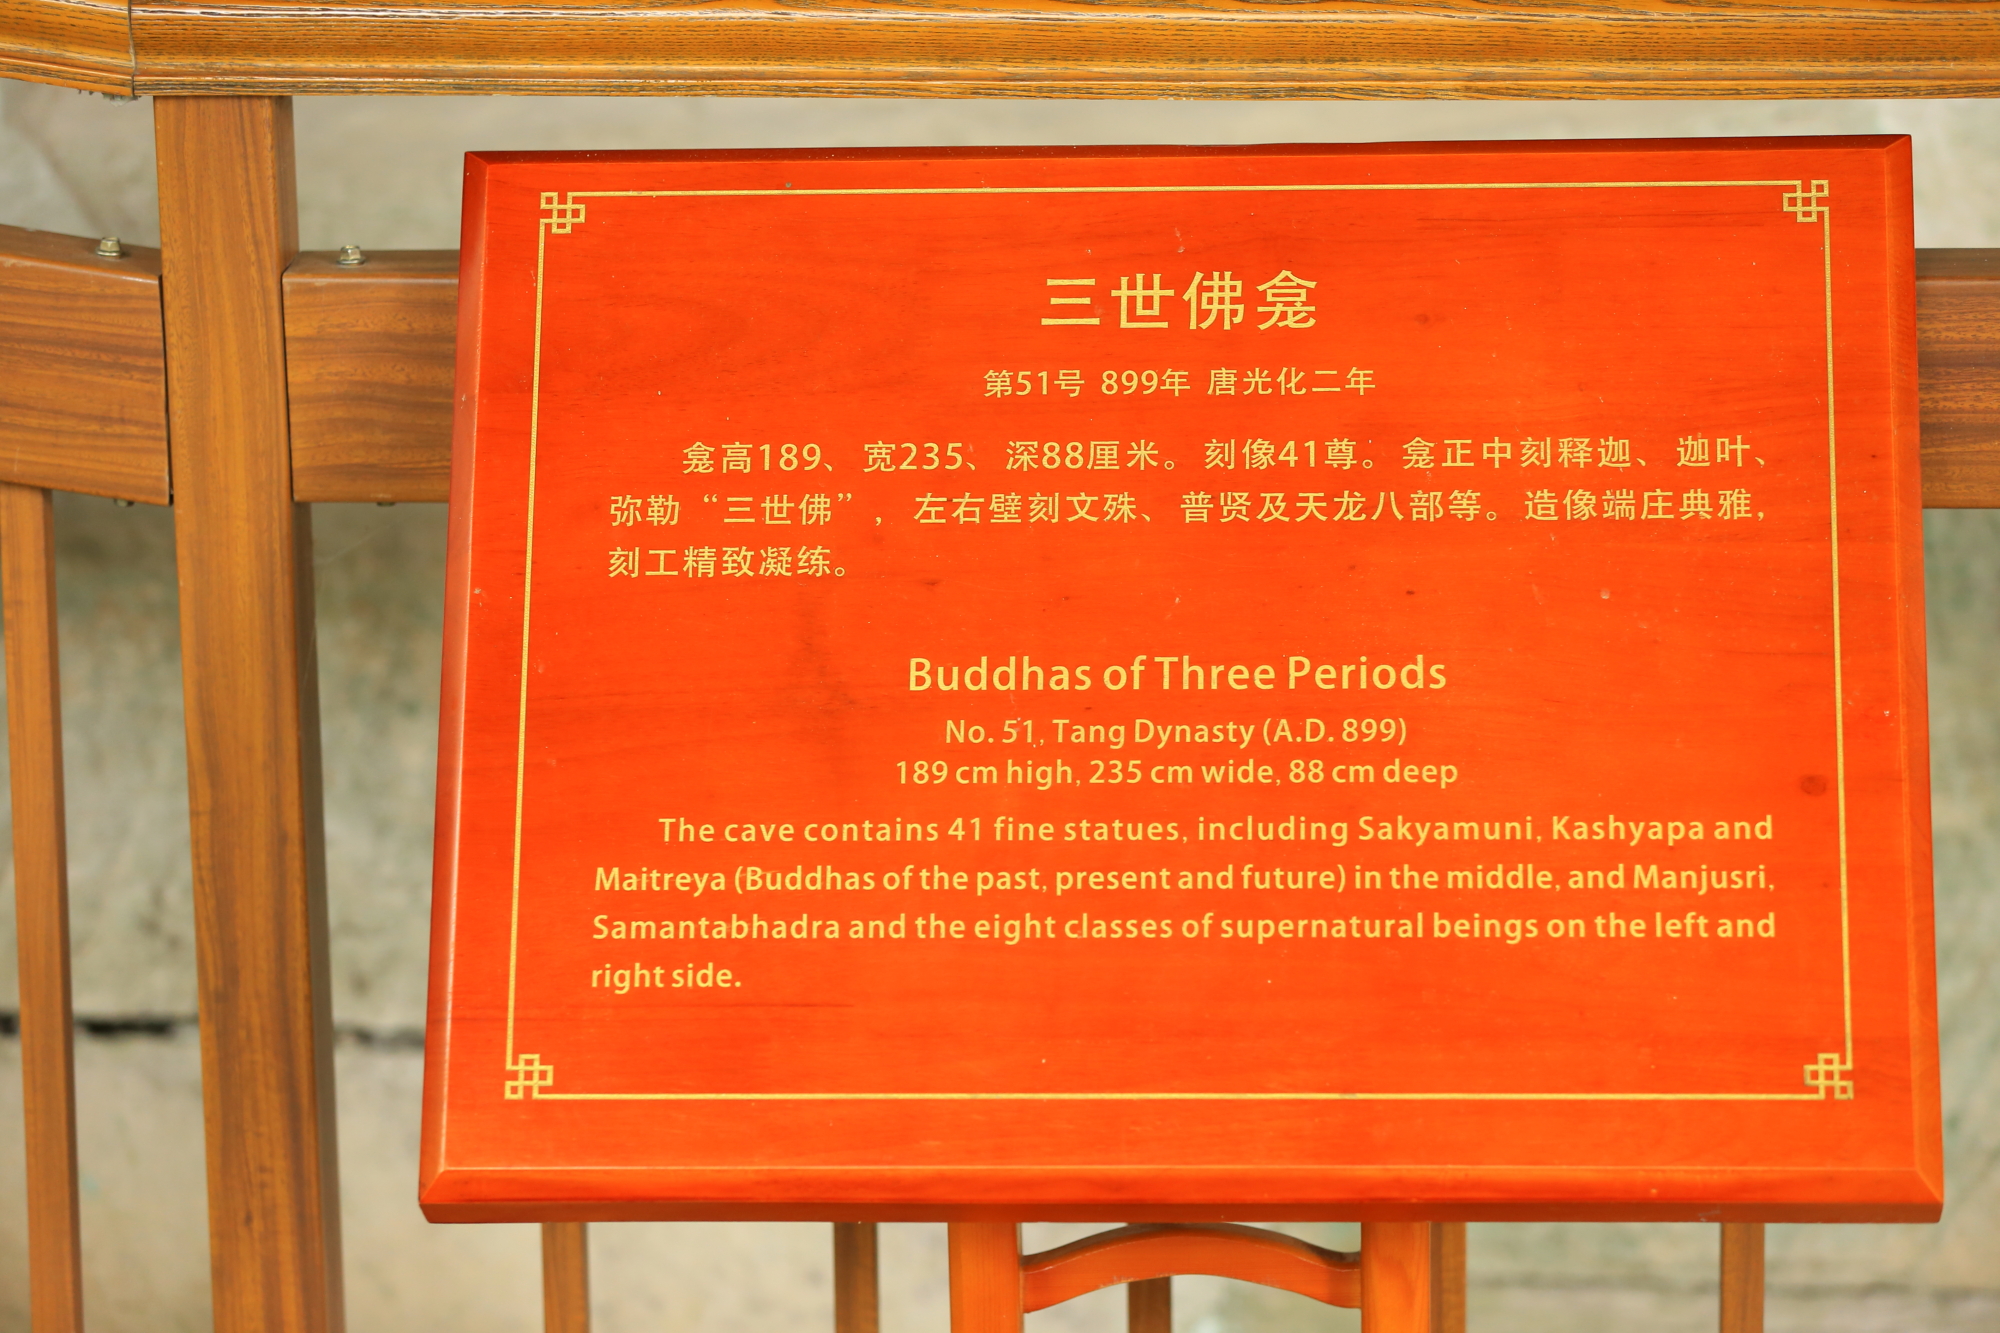 三世佛龛
第51号 899年 唐光化二年
龛高189、宽235、深88厘米。刻像41尊。龛正中刻释迦、迦叶、
弥勒“三世佛”，左右壁刻文殊、普贤及天龙八部等。造像端庄典雅，
刻工精致凝练。
Buddhas of Three Periods
No. 51, Tang Dynasty (A.D. 899)
189 cm high, 235 cm wide, 88 cm deep
The cave contains 41 fine statues, including Sakyamuni, Kashyapa and
Maitreya (Buddhas of the past, present and future) in the middle, and Manjusri,
Samantabhadra and the eight classes of supernatural beings on the left and
right side.